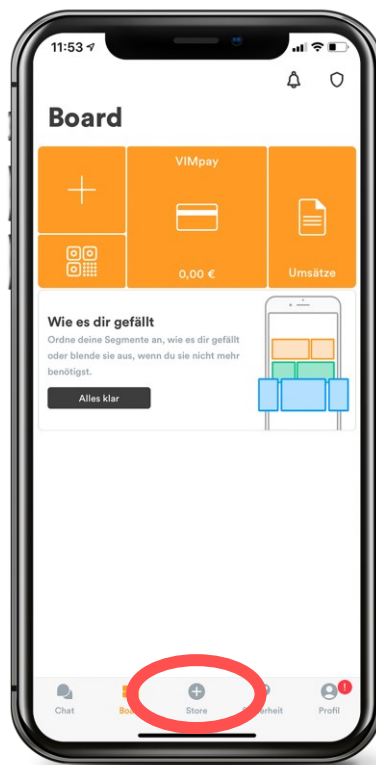 11:53
Board
VIMpay
0,00 €
Umsätze
Wie es dir gefällt
Ordne deine Segmente an, wie es dir gefällt
oder blende sie aus, wenn du sie nicht mehr
benötigst.
Alles klar
!
Chat
Store
Profil